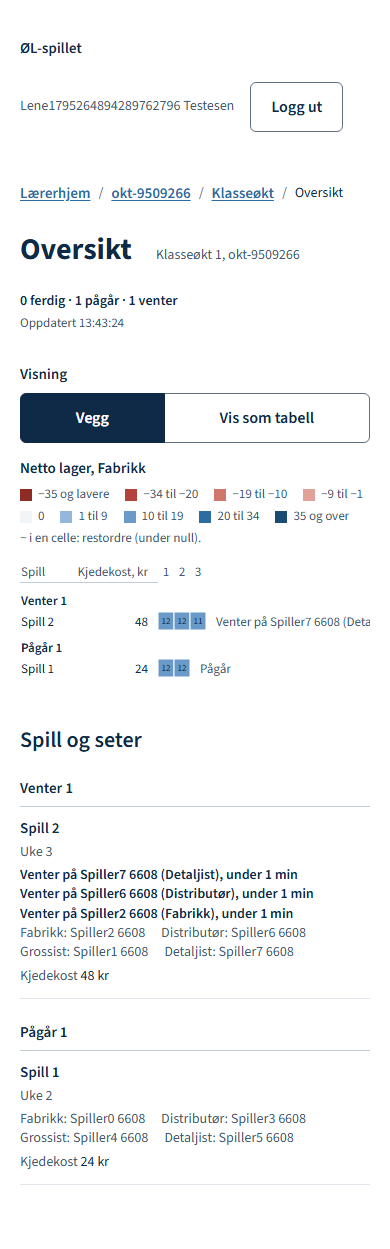 ØL-spillet
Lene1795264894289762796 Testesen Logg ut
Lærerhjem / okt-9509266 / Klasseøkt / Oversikt
Oversikt Klasseøkt 1, okt-9509266
0 ferdig · 1 pågår · 1 venter
Oppdatert 13:43:24
Visning
Vegg Vis som tabell
Netto lager, Fabrikk
−35 og lavere −34 til −20 −19 til −10 −9 til −1
0 1 til 9 10 til 19 20 til 34 35 og over
− i en celle: restordre (under null).
Spill Kjedekost, kr 1 2 3
Venter 1
Spill 2 48 12 12 11 Venter på Spiller7 6608 (Deta
Pågår 1
Spill 1 24 12 12 Pågår
Spill og seter
Venter 1
Spill 2
Uke 3
Venter på Spiller7 6608 (Detaljist), under 1 min
Venter på Spiller6 6608 (Distributør), under 1 min
Venter på Spiller2 6608 (Fabrikk), under 1 min
Fabrikk: Spiller2 6608 Distributør: Spiller6 6608
Grossist: Spiller1 6608 Detaljist: Spiller7 6608
Kjedekost 48 kr
Pågår 1
Spill 1
Uke 2
Fabrikk: Spiller0 6608 Distributør: Spiller3 6608
Grossist: Spiller4 6608 Detaljist: Spiller5 6608
Kjedekost 24 kr